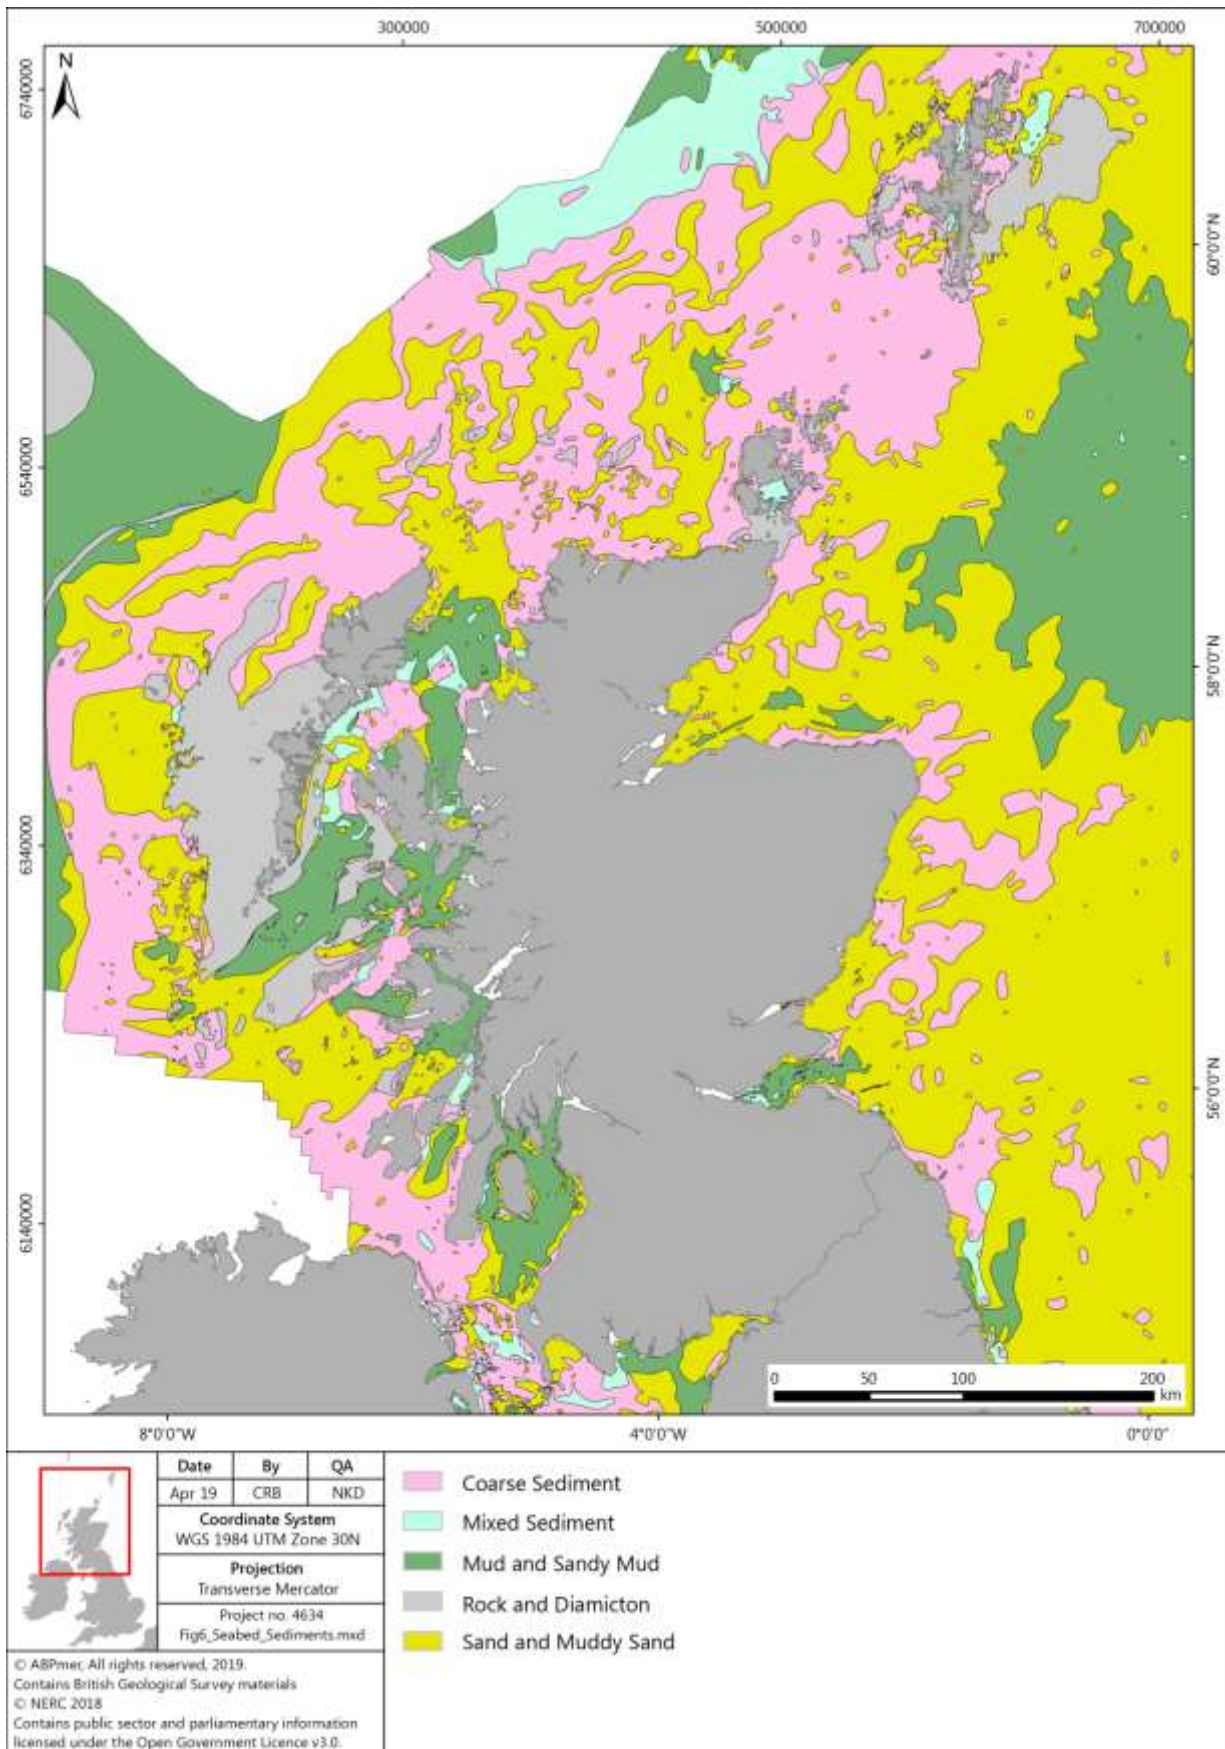 300000
500000
700000
N
6740000
60°0'0"N
6540000
58°0'0"N
6340000
56°0'0"N
6140000
0 50 100 200
km
8°0'0"W
4°0'0"W
0°0'0"
Date By QA
Apr 19 CRB NKD
Coordinate System
WGS 1984 UTM Zone 30N
Projection
Transverse Mercator
Project no. 4634
Fig6_Seabed_Sediments.mxd
© ABPmer, All rights reserved, 2019.
Contains British Geological Survey materials
© NERC 2018
Contains public sector and parliamentary information
licensed under the Open Government Licence v3.0.
Coarse Sediment
Mixed Sediment
Mud and Sandy Mud
Rock and Diamicton
Sand and Muddy Sand